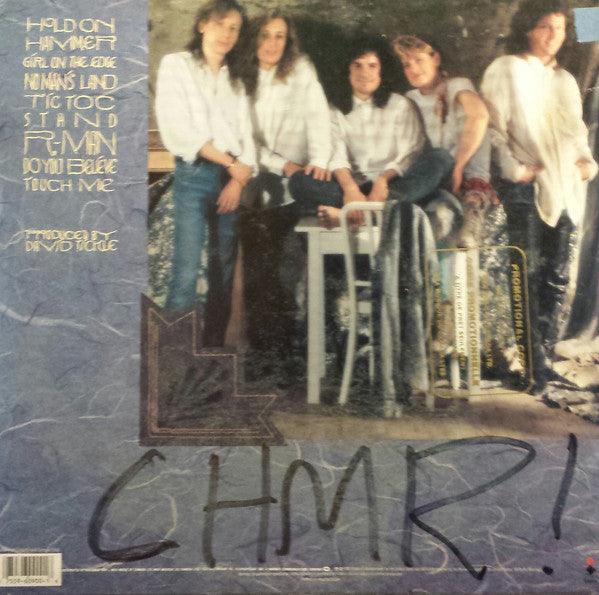 HOLD ON
HAMMER
GIRL ON THE EDGE
NO MAN'S LAND
TIC TOC
STAND
R-MAN
DO YOU BELIEVE
TOUCH ME
PRODUCED BY
DAVID TICKLE
PROMOTIONAL COPY
CHMR!